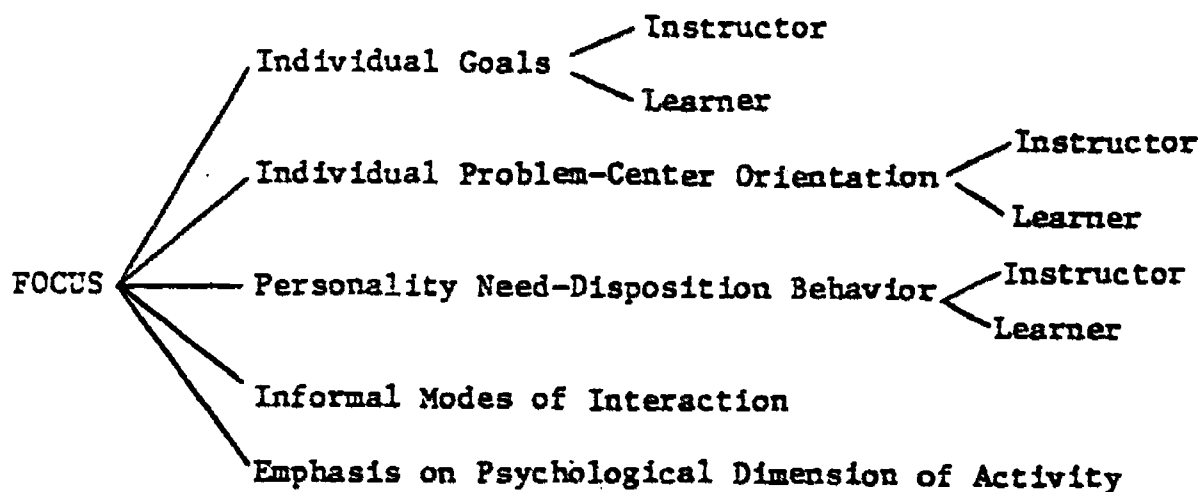 Instructor
Individual Goals
Learner
Instructor
Individual Problem-Center Orientation
Learner
Instructor
FOCUS
Personality Need-Disposition Behavior
Learner
Informal Modes of Interaction
Emphasis on Psychological Dimension of Activity